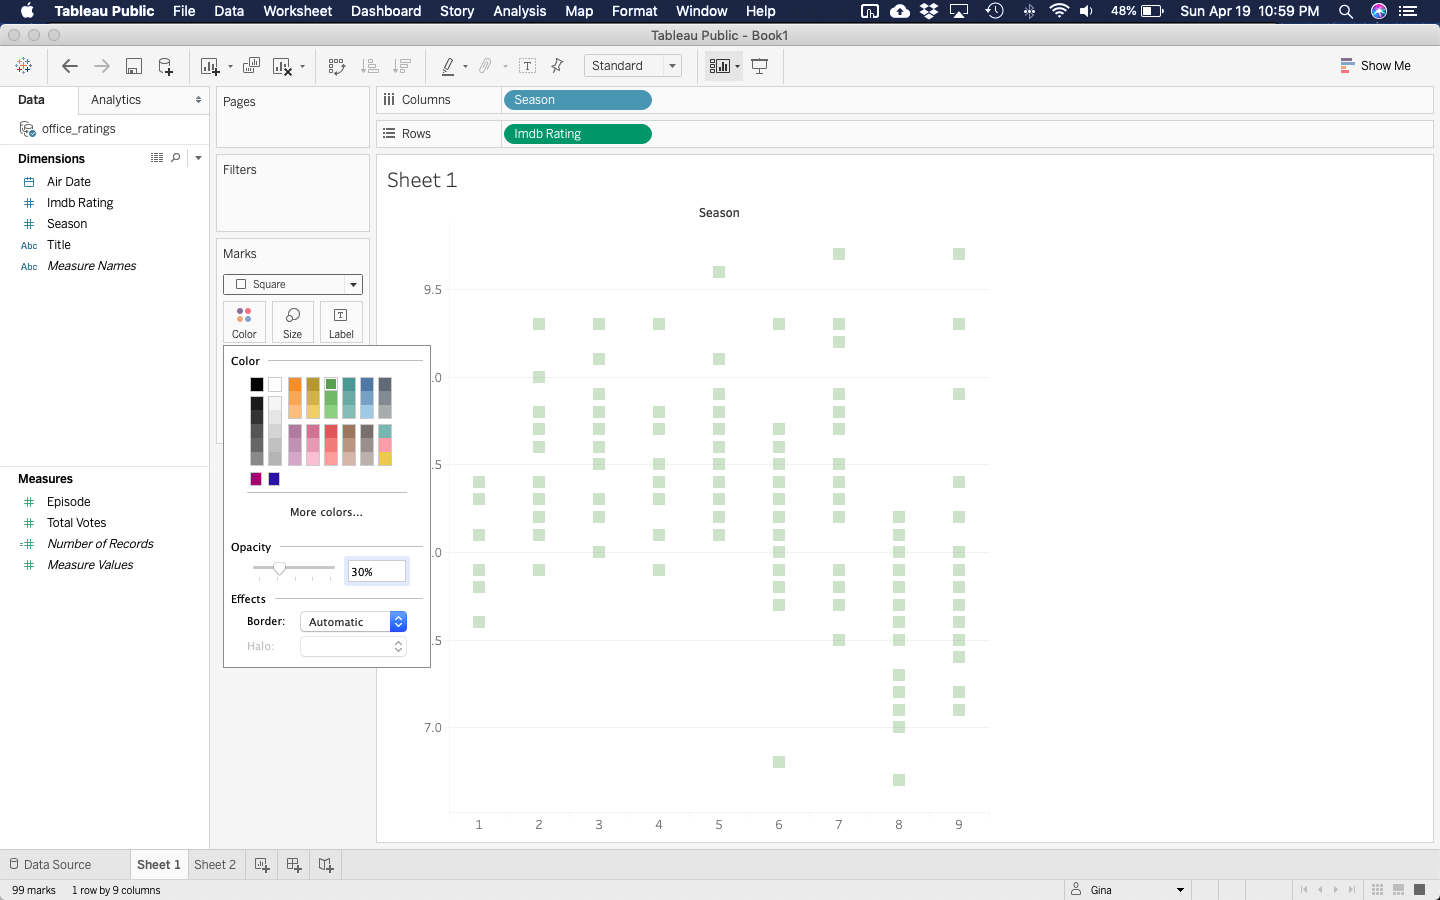 Tableau Public File Data Worksheet Dashboard Story Analysis Map Format Window Help 48% Sun Apr 19 10:59 PM
Tableau Public - Book1
Standard Show Me
Data Analytics Pages Columns Season
office_ratings Rows Imdb Rating
Dimensions Filters
Air Date Sheet 1
Imdb Rating
Season Season
Abc Title
Abc Measure Names
Marks
Square
Color Size Label
9.5
Color
.0
.5
More colors...
Opacity
.0
30%
Effects
Border: Automatic
Halo:
.5
Measures
Episode
Total Votes
Number of Records
Measure Values
7.0
1 2 3 4 5 6 7 8 9
Data Source Sheet 1 Sheet 2
99 marks 1 row by 9 columns Gina